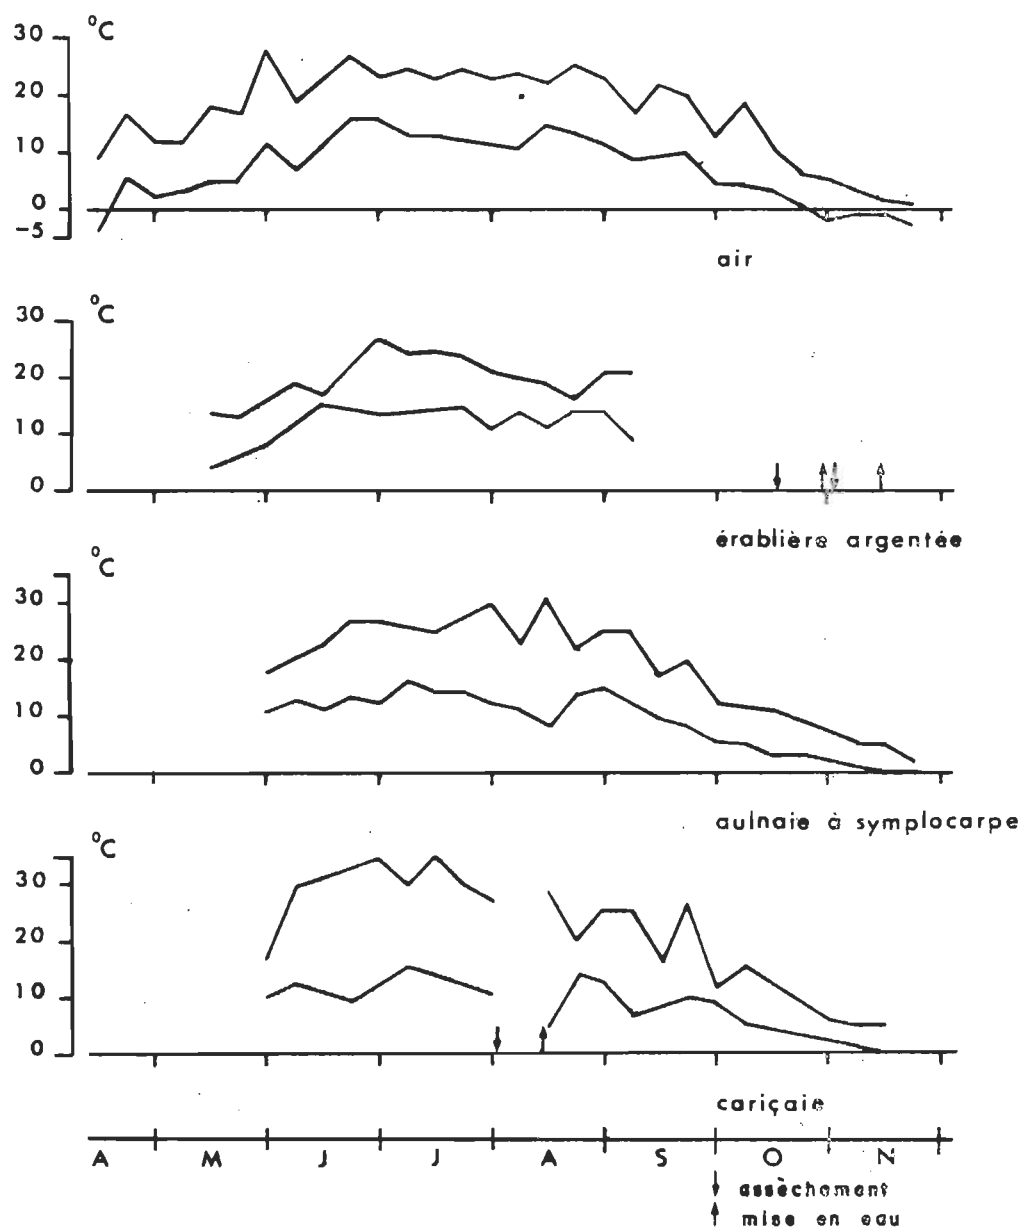 °C
30
20
10
0
-5
air
°C
30
20
10
0
érablière argentée
°C
30
20
10
0
aulnaie à symplocarpe
°C
30
20
10
0
cariçaie
A M J J A S O N
assèchement
mise en eau